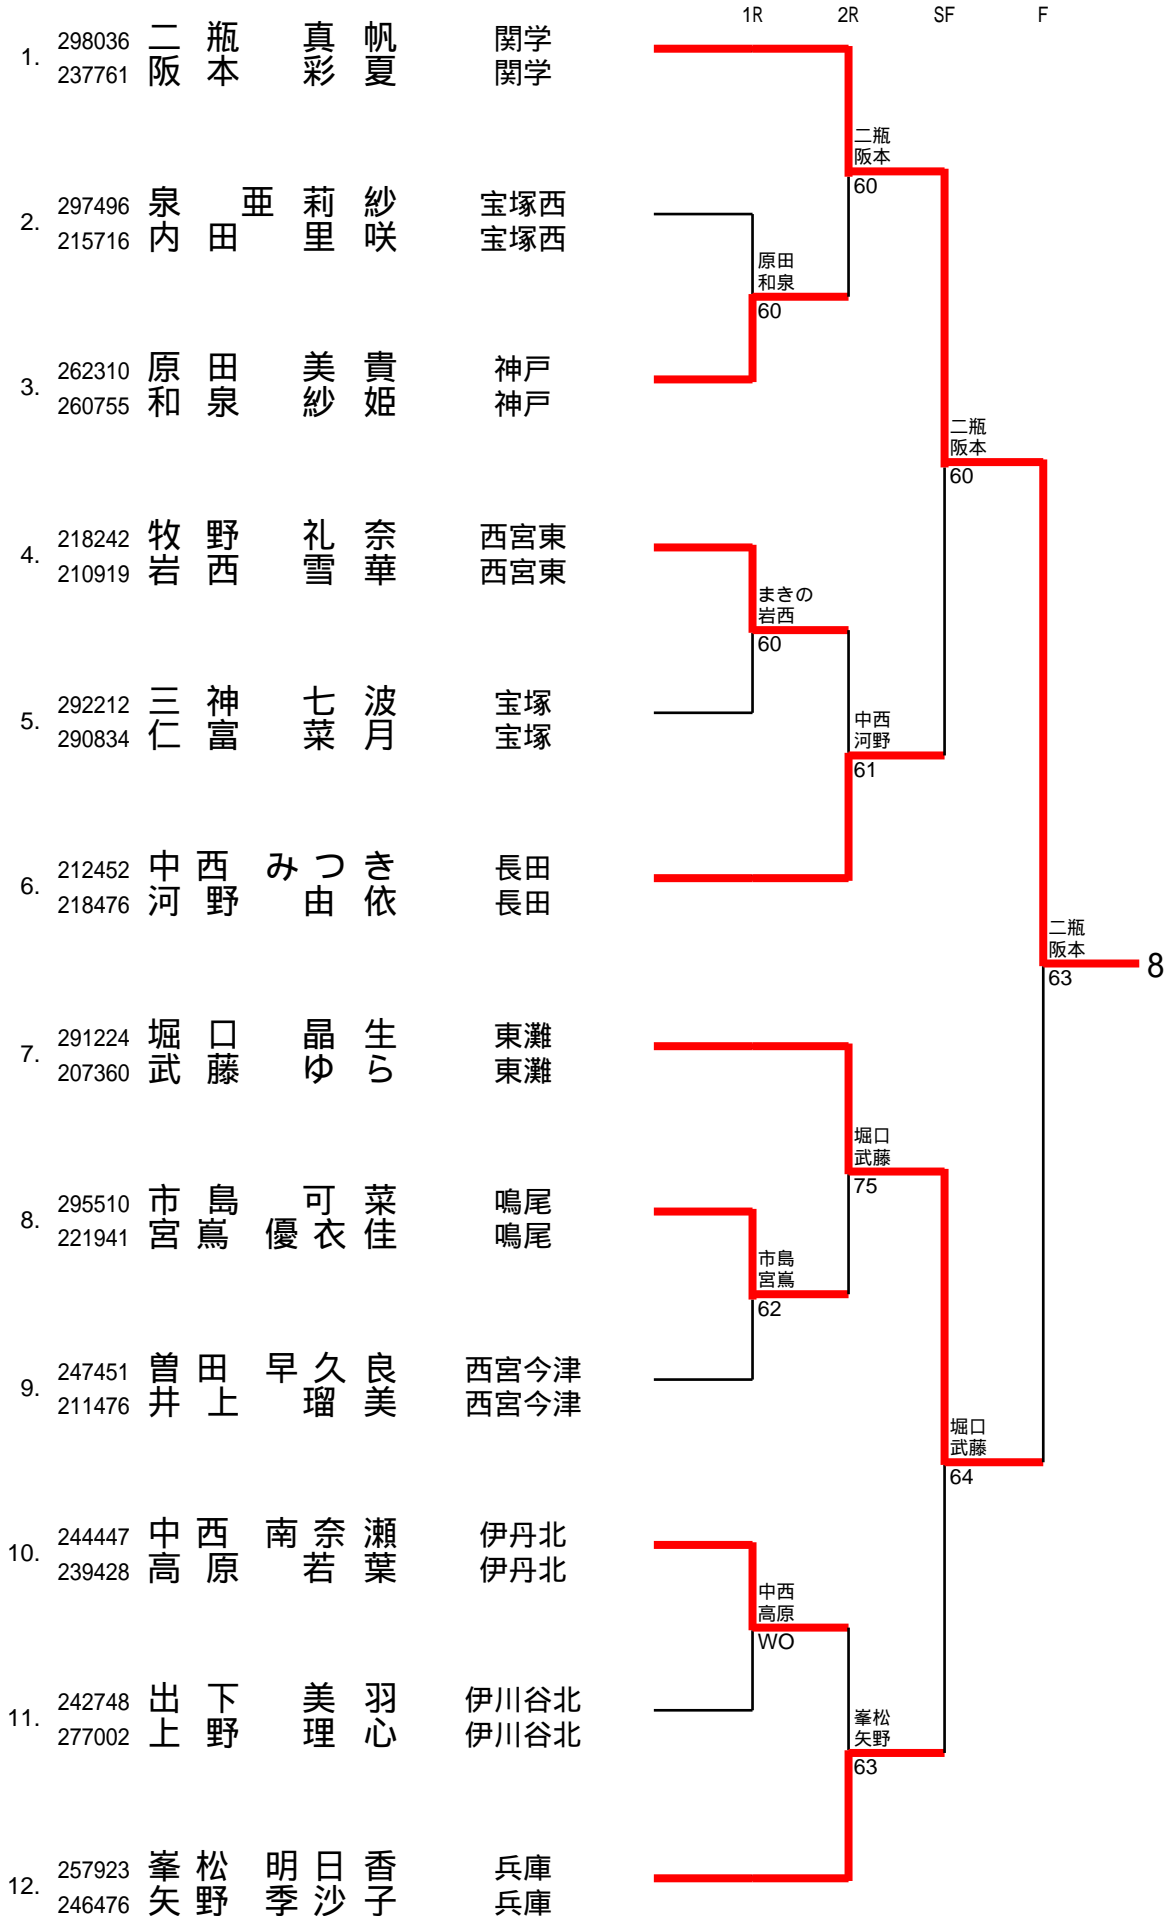 1R 2R SF F
1. 298036 二瓶 真帆 関学
237761 阪本 彩夏 関学
二瓶
阪本
60
2. 297496 泉 亜莉紗 宝塚西
215716 内田 里咲 宝塚西
原田
和泉
60
3. 262310 原田 美貴 神戸
260755 和泉 紗姫 神戸
二瓶
阪本
60
4. 218242 牧野 礼奈 西宮東
210919 岩西 雪華 西宮東
まきの
岩西
60
5. 292212 三神 七波 宝塚
290834 仁富 菜月 宝塚
中西
河野
61
6. 212452 中西 みつき 長田
218476 河野 由依 長田
二瓶
阪本
63
8
7. 291224 堀口 晶生 東灘
207360 武藤 ゆら 東灘
堀口
武藤
75
8. 295510 市島 可菜 鳴尾
221941 宮嶌 優衣佳 鳴尾
市島
宮嶌
62
9. 247451 曽田 早久良 西宮今津
211476 井上 瑠美 西宮今津
堀口
武藤
64
10. 244447 中西 南奈瀬 伊丹北
239428 高原 若葉 伊丹北
中西
高原
WO
11. 242748 出下 美羽 伊川谷北
277002 上野 理心 伊川谷北
峯松
矢野
63
12. 257923 峯松 明日香 兵庫
246476 矢野 季沙子 兵庫